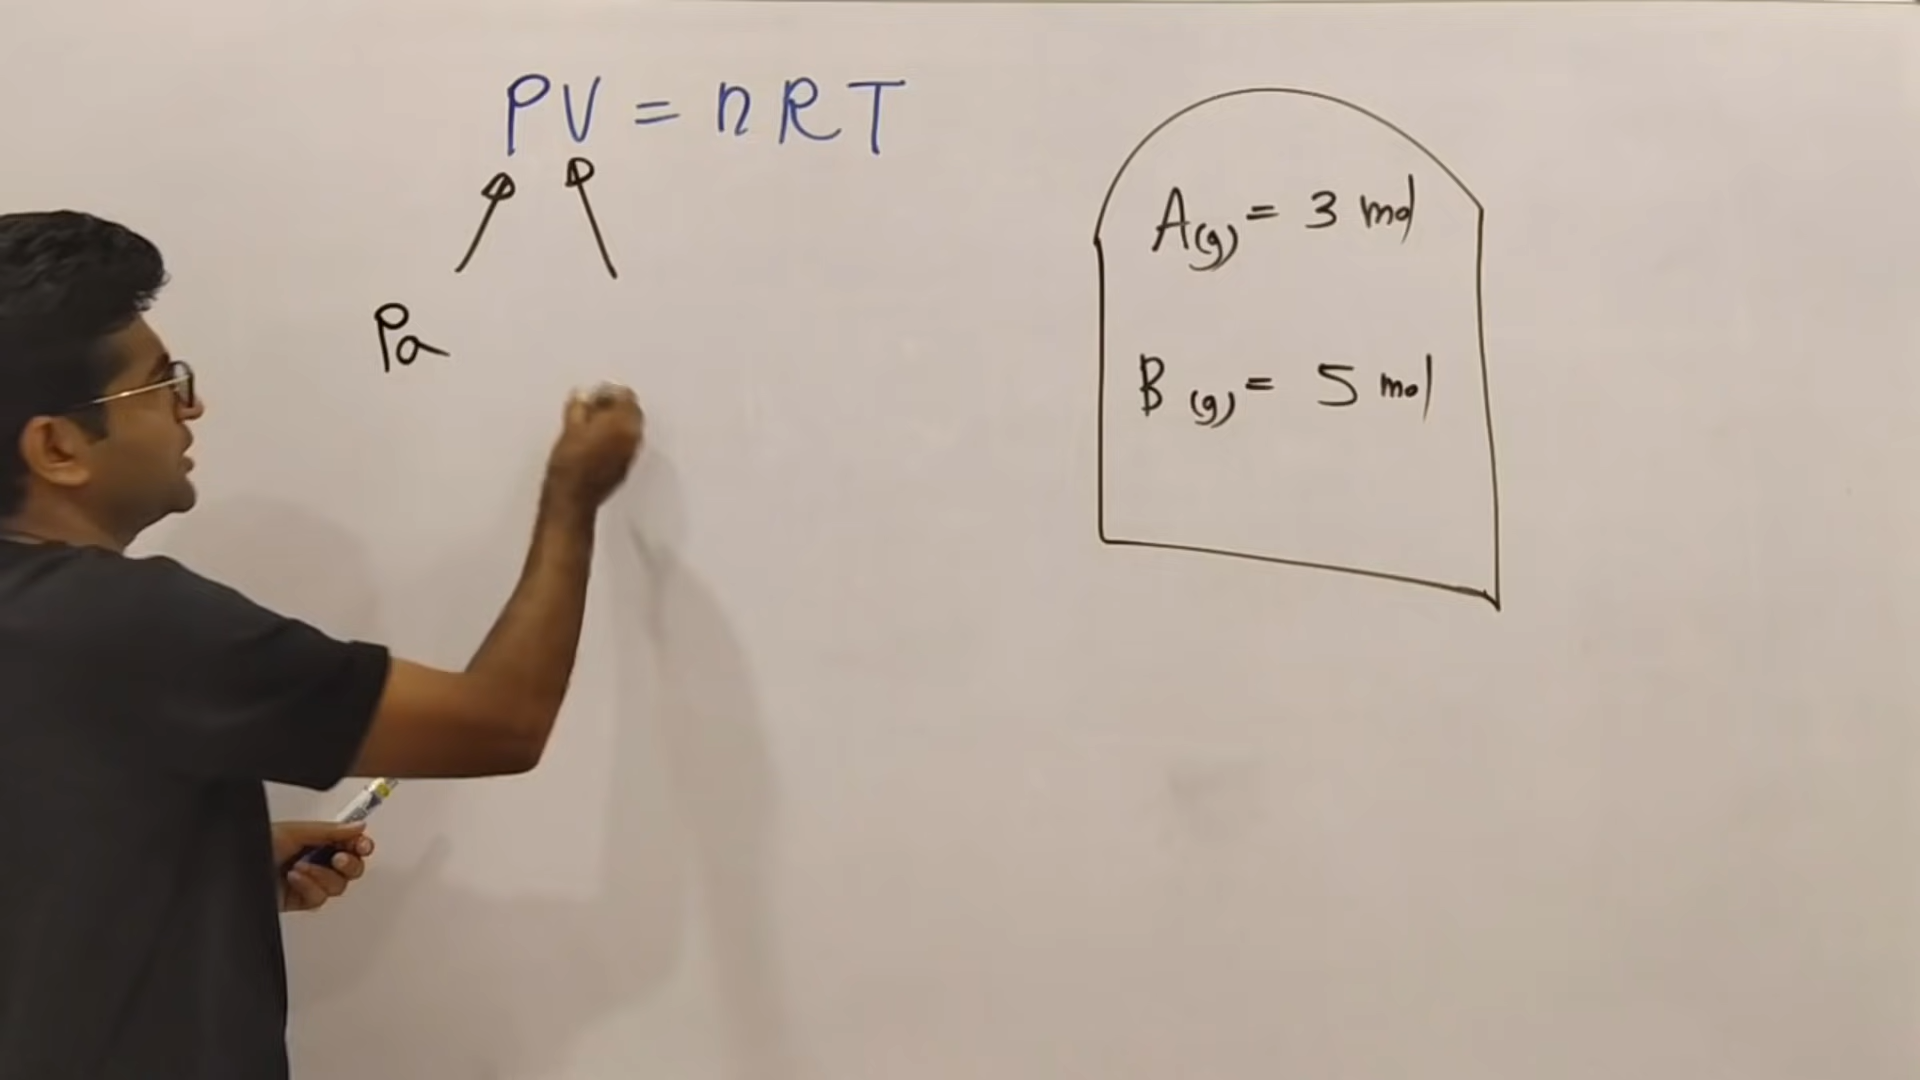 PV = nRT
Pa
A(g) = 3 mol
B (g) = 5 mol